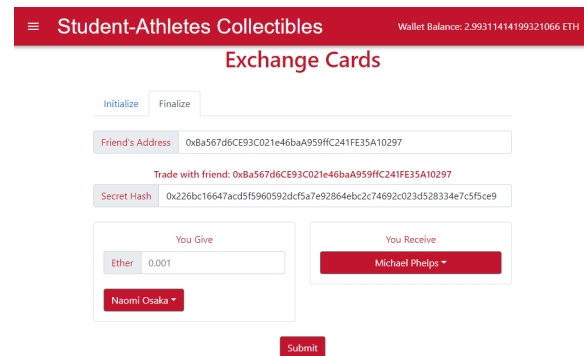 Student-Athletes Collectibles
Wallet Balance: 2.99311414199321066 ETH
Exchange Cards
Initialize
Finalize
Friend's Address 0xBa567d6CE93C021e46baA959ffC241FE35A10297
Trade with friend: 0xBa567d6CE93C021e46baA959ffC241FE35A10297
Secret Hash 0x226bc16647acd5f5960592dcf5a7e92864ebc2c74692c023d528334e7c5f5ce9
You Give
Ether 0.001
Naomi Osaka
You Receive
Michael Phelps
Submit